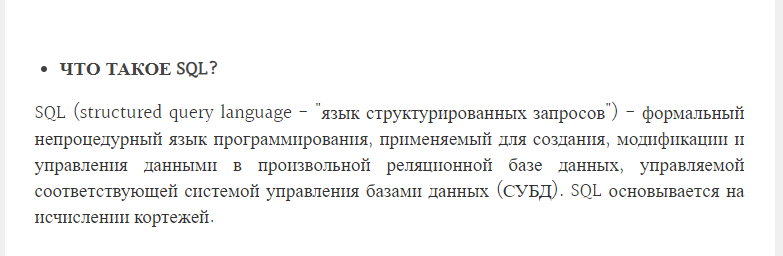 • ЧТО ТАКОЕ SQL?
SQL (structured query language – "язык структурированных запросов") – формальный
непроцедурный язык программирования, применяемый для создания, модификации и
управления данными в произвольной реляционной базе данных, управляемой
соответствующей системой управления базами данных (СУБД). SQL основывается на
исчислении кортежей.